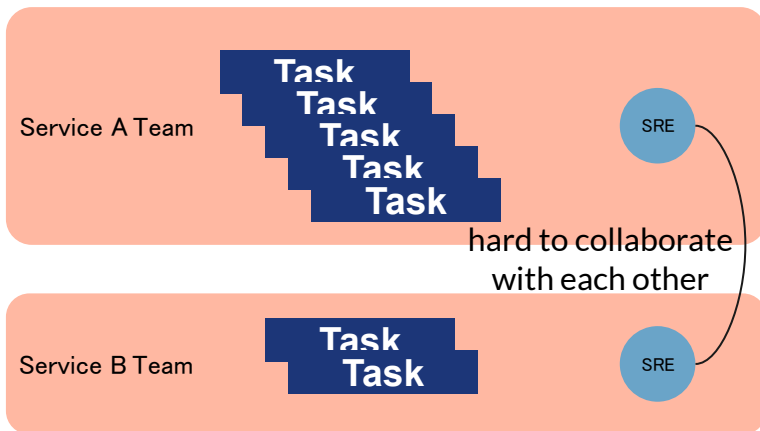 Task
Task
Task
Task
Task
Service A Team
SRE
hard to collaborate
with each other
Task
Task
Service B Team
SRE